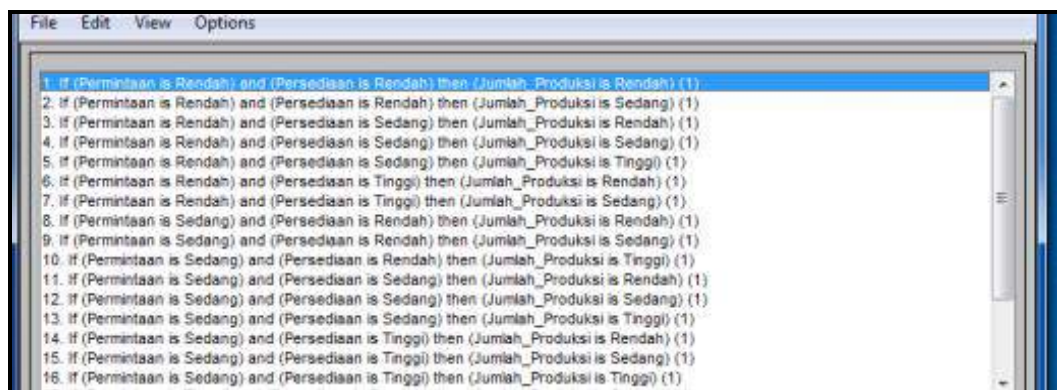 File Edit View Options
1. If (Permintaan is Rendah) and (Persediaan is Rendah) then (Jumlah_Produksi is Rendah) (1)
2. If (Permintaan is Rendah) and (Persediaan is Rendah) then (Jumlah_Produksi is Sedang) (1)
3. If (Permintaan is Rendah) and (Persediaan is Sedang) then (Jumlah_Produksi is Rendah) (1)
4. If (Permintaan is Rendah) and (Persediaan is Sedang) then (Jumlah_Produksi is Sedang) (1)
5. If (Permintaan is Rendah) and (Persediaan is Sedang) then (Jumlah_Produksi is Tinggi) (1)
6. If (Permintaan is Rendah) and (Persediaan is Tinggi) then (Jumlah_Produksi is Rendah) (1)
7. If (Permintaan is Rendah) and (Persediaan is Tinggi) then (Jumlah_Produksi is Sedang) (1)
8. If (Permintaan is Sedang) and (Persediaan is Rendah) then (Jumlah_Produksi is Rendah) (1)
9. If (Permintaan is Sedang) and (Persediaan is Rendah) then (Jumlah_Produksi is Sedang) (1)
10. If (Permintaan is Sedang) and (Persediaan is Rendah) then (Jumlah_Produksi is Tinggi) (1)
11. If (Permintaan is Sedang) and (Persediaan is Sedang) then (Jumlah_Produksi is Rendah) (1)
12. If (Permintaan is Sedang) and (Persediaan is Sedang) then (Jumlah_Produksi is Sedang) (1)
13. If (Permintaan is Sedang) and (Persediaan is Sedang) then (Jumlah_Produksi is Tinggi) (1)
14. If (Permintaan is Sedang) and (Persediaan is Tinggi) then (Jumlah_Produksi is Rendah) (1)
15. If (Permintaan is Sedang) and (Persediaan is Tinggi) then (Jumlah_Produksi is Sedang) (1)
16. If (Permintaan is Sedang) and (Persediaan is Tinggi) then (Jumlah_Produksi is Tinggi) (1)